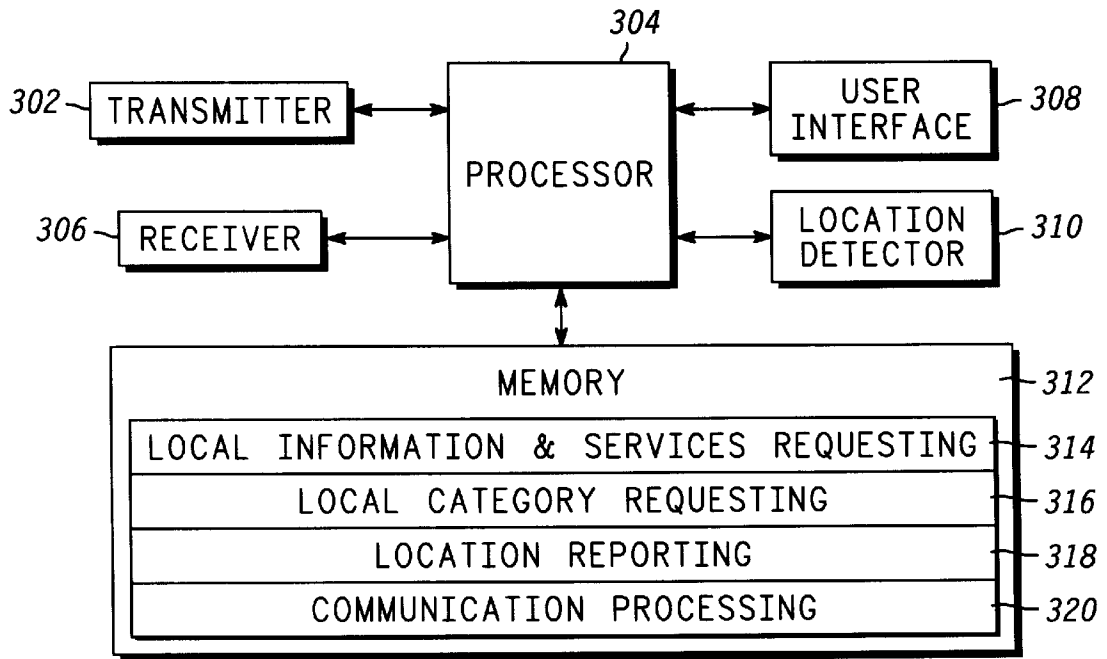 304
302 TRANSMITTER
PROCESSOR
USER
INTERFACE 308
306 RECEIVER
LOCATION
DETECTOR 310
MEMORY 312
LOCAL INFORMATION & SERVICES REQUESTING 314
LOCAL CATEGORY REQUESTING 316
LOCATION REPORTING 318
COMMUNICATION PROCESSING 320